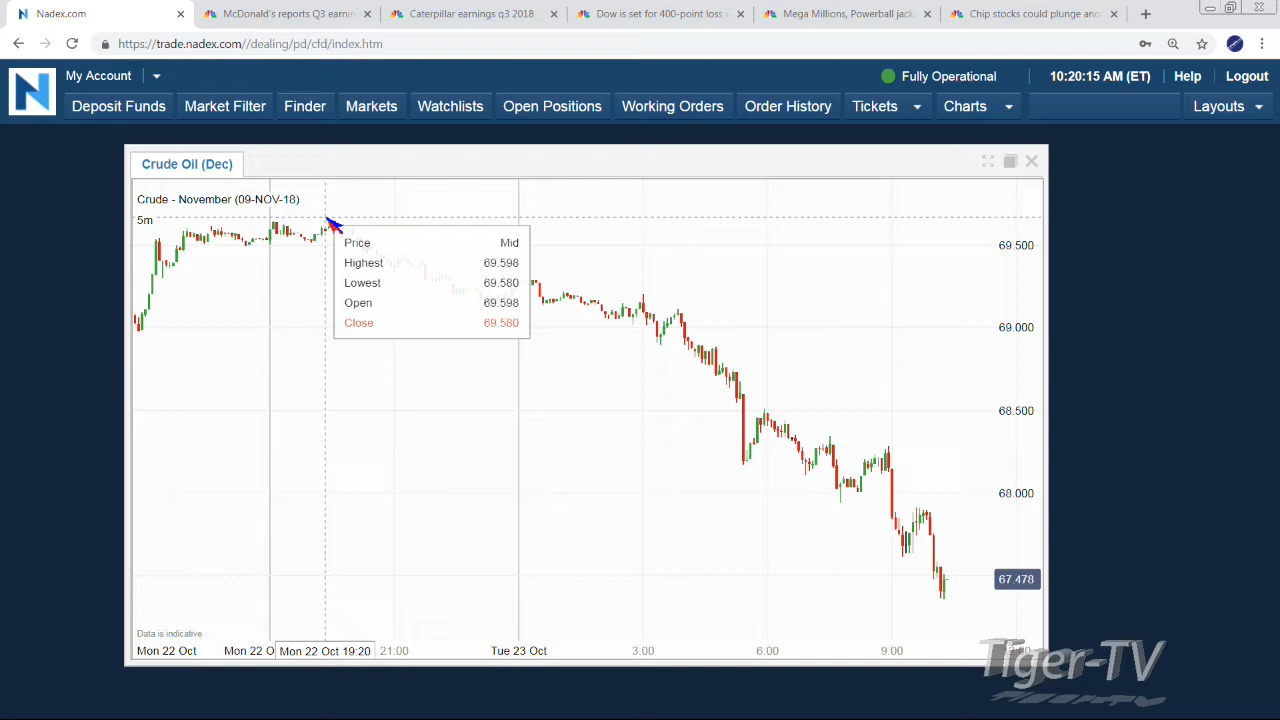 Nadex.com
McDonald's reports Q3 earnin
Caterpillar earnings q3 2018
Dow is set for 400-point loss
Mega Millions, Powerball jack
Chip stocks could plunge ano
https://trade.nadex.com//dealing/pd/cfd/index.htm
My Account
Fully Operational
10:20:15 AM (ET)
Help
Logout
N
Deposit Funds
Market Filter
Finder
Markets
Watchlists
Open Positions
Working Orders
Order History
Tickets
Charts
Layouts
Crude Oil (Dec)
Crude - November (09-NOV-18)
5m
Price Mid
Highest 69.598
Lowest 69.580
Open 69.598
Close 69.580
69.500
69.000
68.500
68.000
67.478
Data is indicative
Mon 22 Oct
Mon 22 O
Mon 22 Oct 19:20
21:00
Tue 23 Oct
3:00
6:00
9:00
Tiger-TV